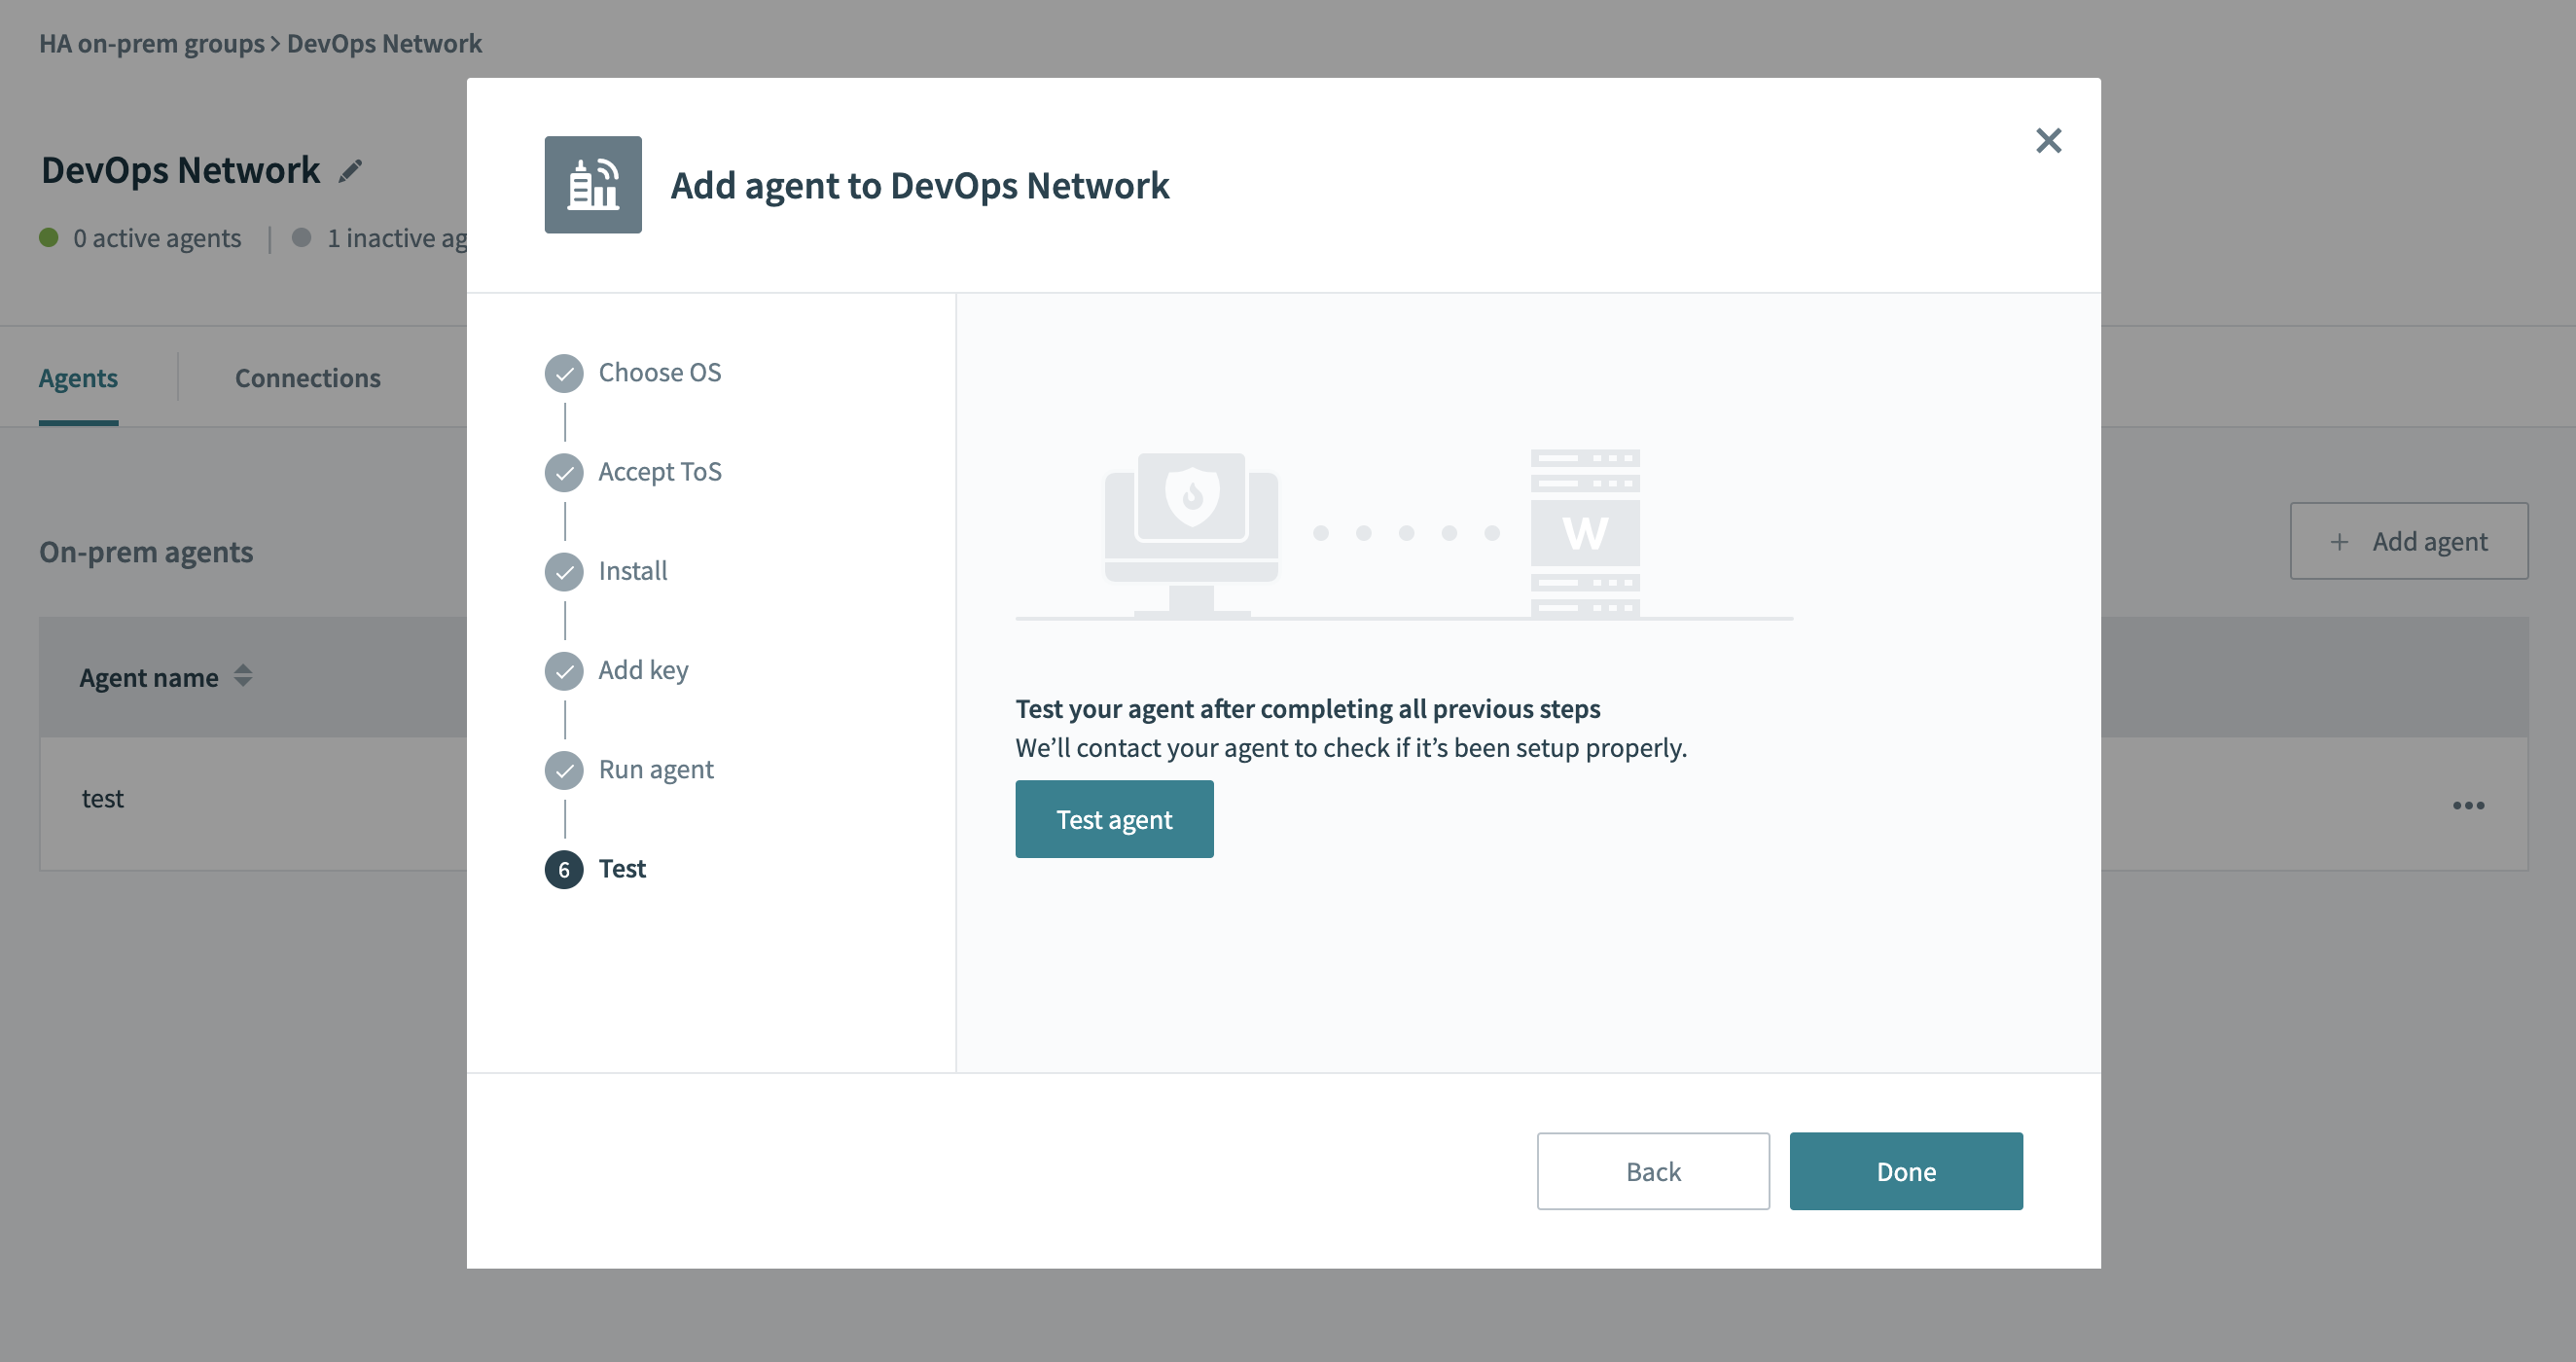 HA on-prem groups > DevOps Network
DevOps Network
0 active agents | 1 inactive ag
Agents
Connections
On-prem agents
+ Add agent
Agent name
test
Add agent to DevOps Network
Choose OS
Accept ToS
Install
Add key
Run agent
6 Test
W
Test your agent after completing all previous steps
We’ll contact your agent to check if it’s been setup properly.
Test agent
Back
Done